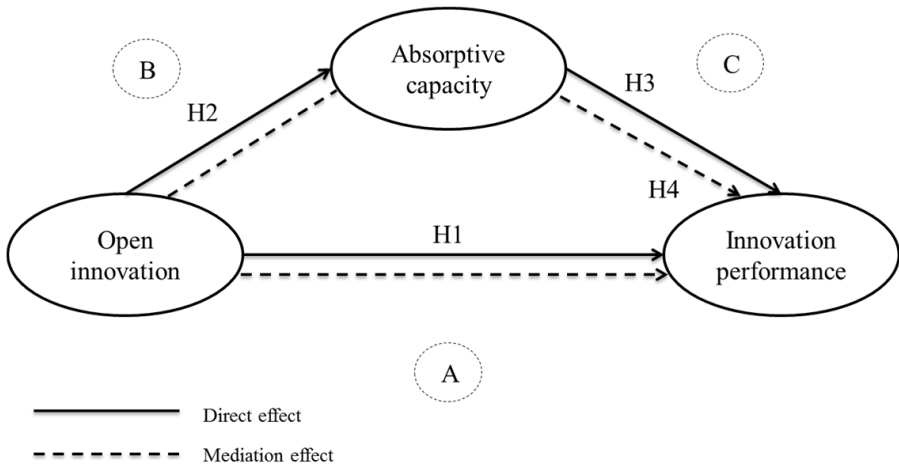 Absorptive
capacity
B
C
H2
H3
H4
Open
innovation
H1
Innovation
performance
A
Direct effect
Mediation effect